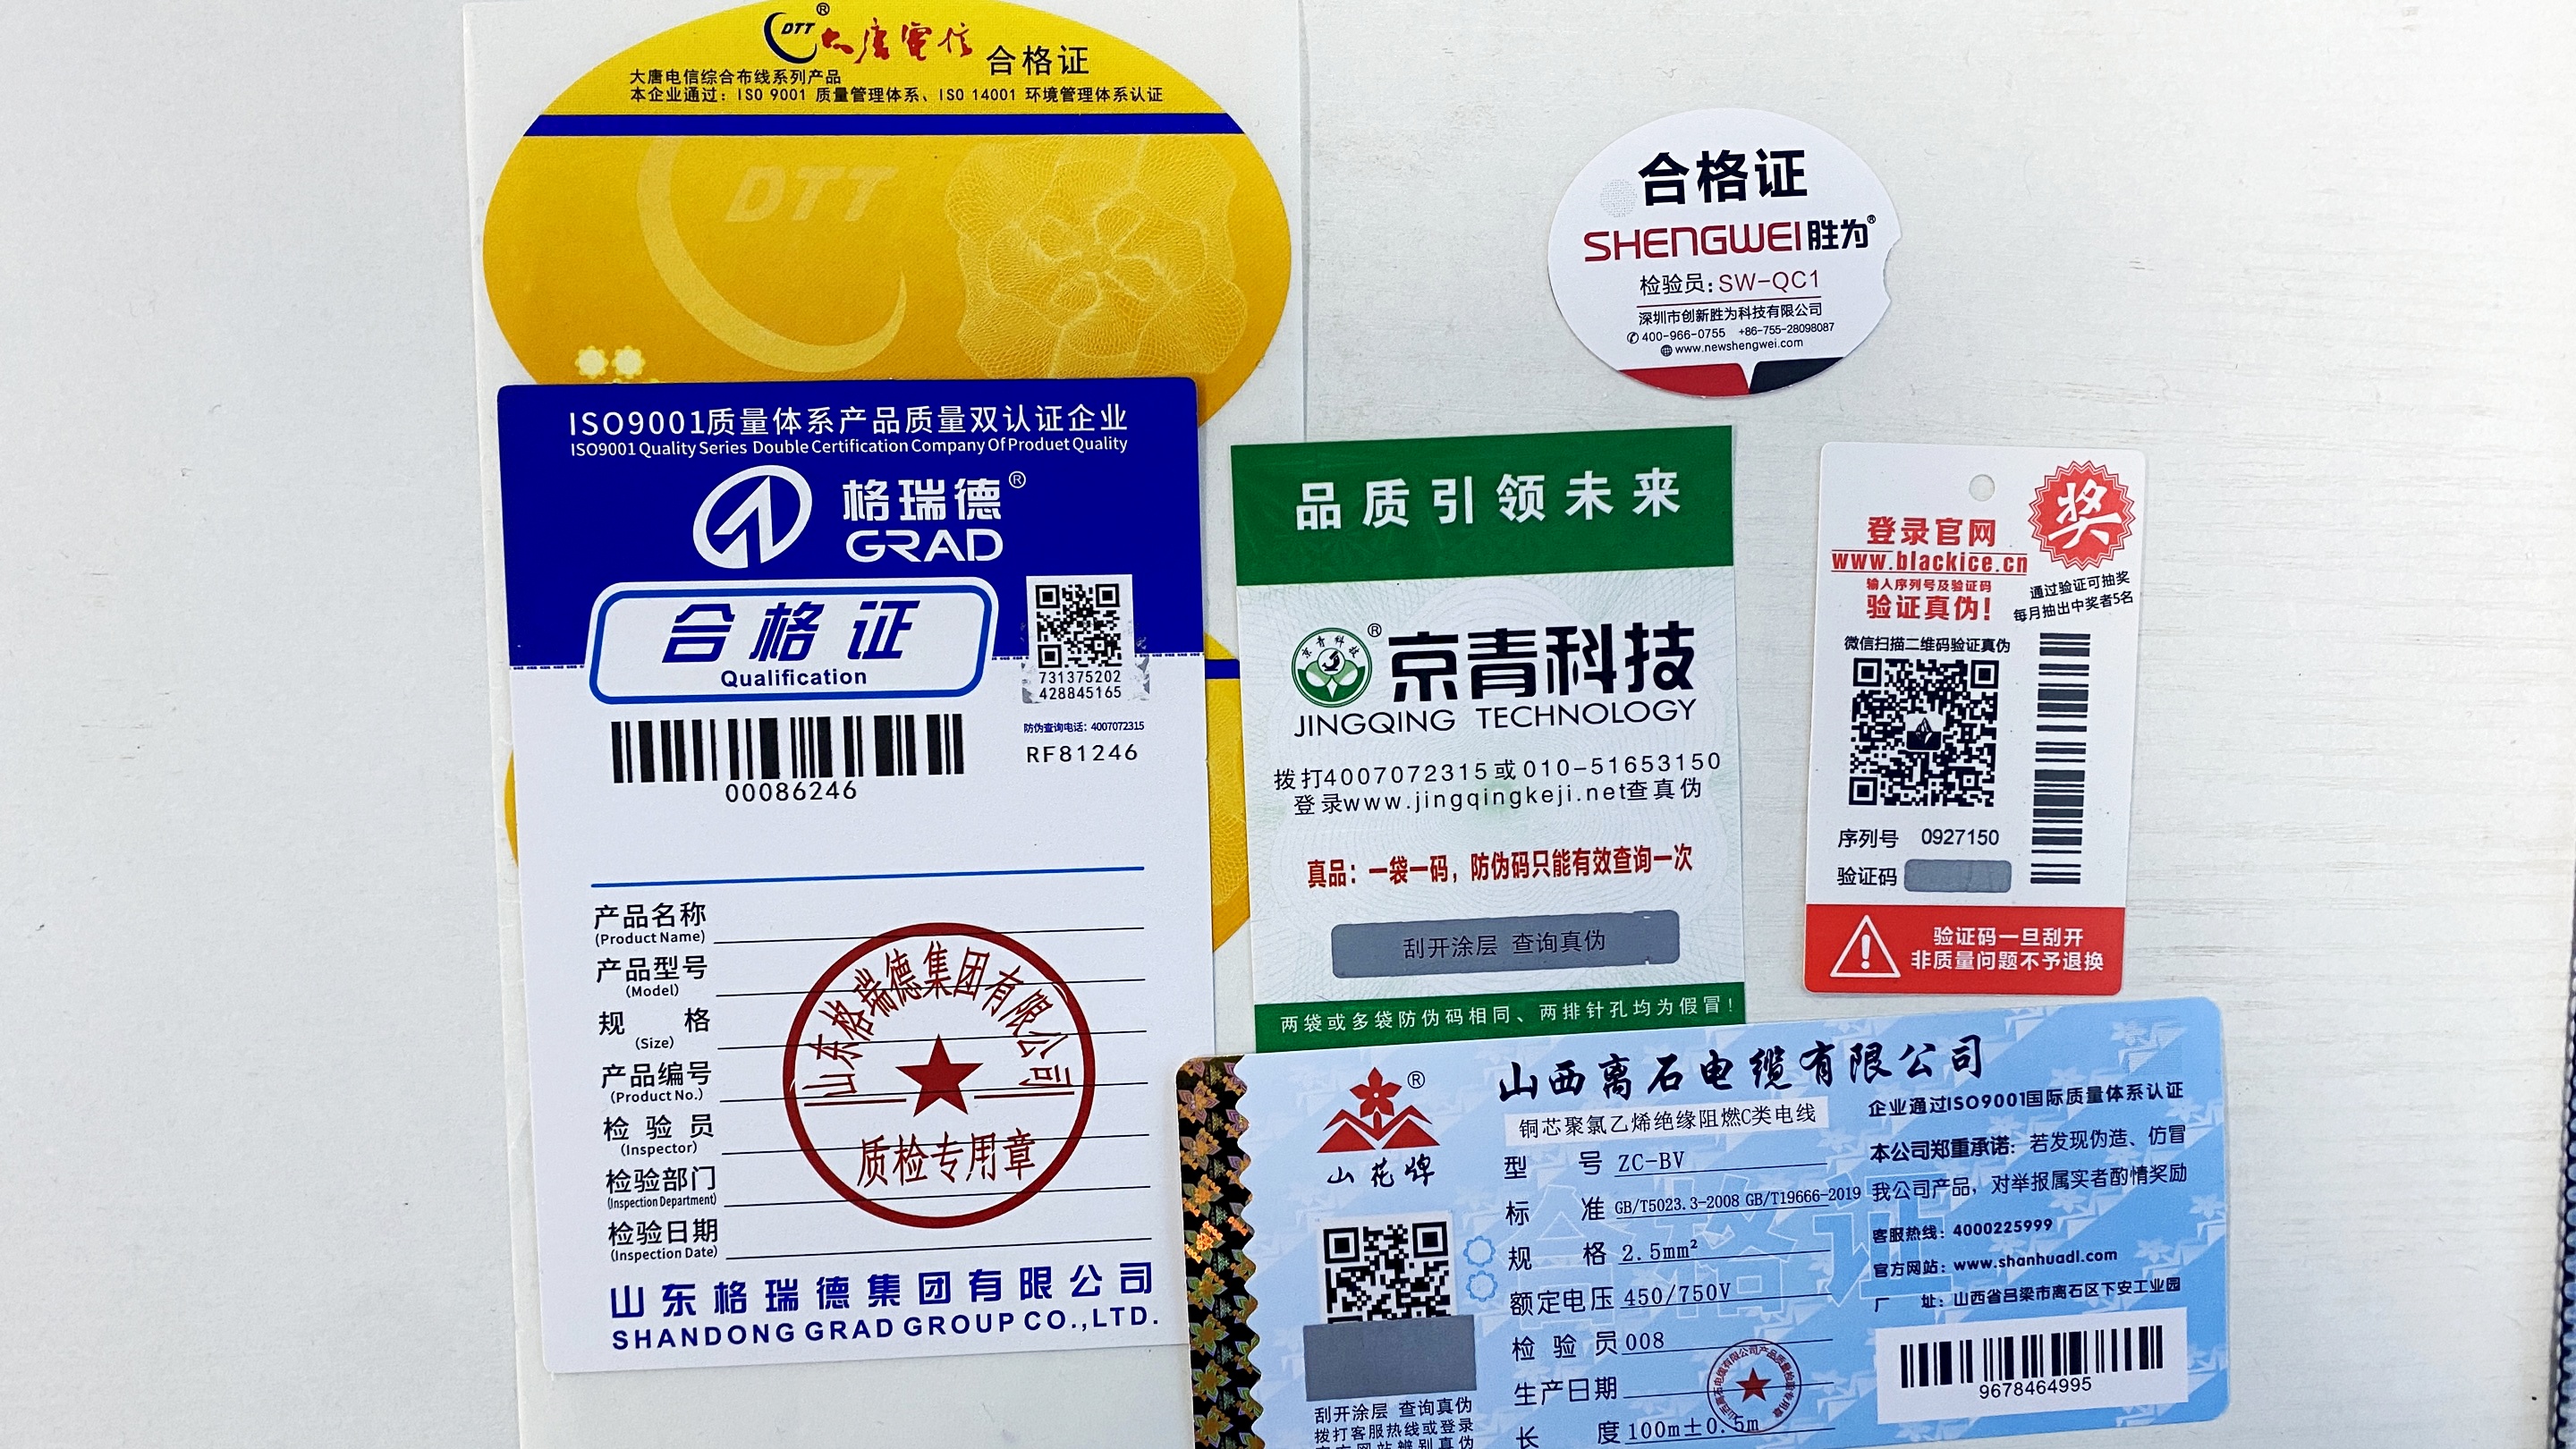 DTT® 大唐電信 合格证
大唐电信综合布线系列产品
本企业通过：ISO 9001 质量管理体系、ISO 14001 环境管理体系认证
DTT
ISO9001质量体系产品质量双认证企业
ISO9001 Quality Series Double Certification Company Of Produet Quality
格瑞德®
GRAD
合格证
Qualification
731375202
428845165
防伪查询电话：4007072315
RF81246
00086246
产品名称
(Product Name)
产品型号
(Model)
规 格
(Size)
产品编号
(Product No.)
检验员
(Inspector)
检验部门
(Inspection Department)
检验日期
(Inspection Date)
山东格瑞德集团有限公司
质检专用章
山东格瑞德集团有限公司
SHANDONG GRAD GROUP CO.,LTD.
合格证
SHENGWEI胜为®
检验员：SW-QC1
深圳市创新胜为科技有限公司
400-966-0755 +86-755-28098087
www.newshengwei.com
品质引领未来
京青科技
®京青科技
JINGQING TECHNOLOGY
拨打4007072315或010-51653150
登录www.jingqingkeji.net查真伪
真品：一袋一码，防伪码只能有效查询一次
刮开涂层 查询真伪
两袋或多袋防伪码相同、两排针孔均为假冒！
奖
登录官网
www.blackice.cn
输入序列号及验证码
验证真伪！
通过验证可抽奖
每月抽出中奖者5名
微信扫描二维码验证真伪
序列号 0927150
验证码
验证码一旦刮开
非质量问题不予退换
®
山花牌
刮开涂层 查询真伪
拨打客服热线或登录
官方网站辨别真伪
山西离石电缆有限公司
铜芯聚氯乙烯绝缘阻燃C类电线
合格证
型 号 ZC-BV
标 准 GB/T5023.3-2008 GB/T19666-2019
规 格 2.5mm²
额定电压 450/750V
检验员 008
生产日期
长 度 100m±0.5m
企业通过ISO9001国际质量体系认证
本公司郑重承诺：若发现伪造、仿冒
我公司产品，对举报属实者酌情奖励
客服热线：4000225999
官方网站：www.shanhuadl.com
厂 址：山西省吕梁市离石区下安工业园
9678464995